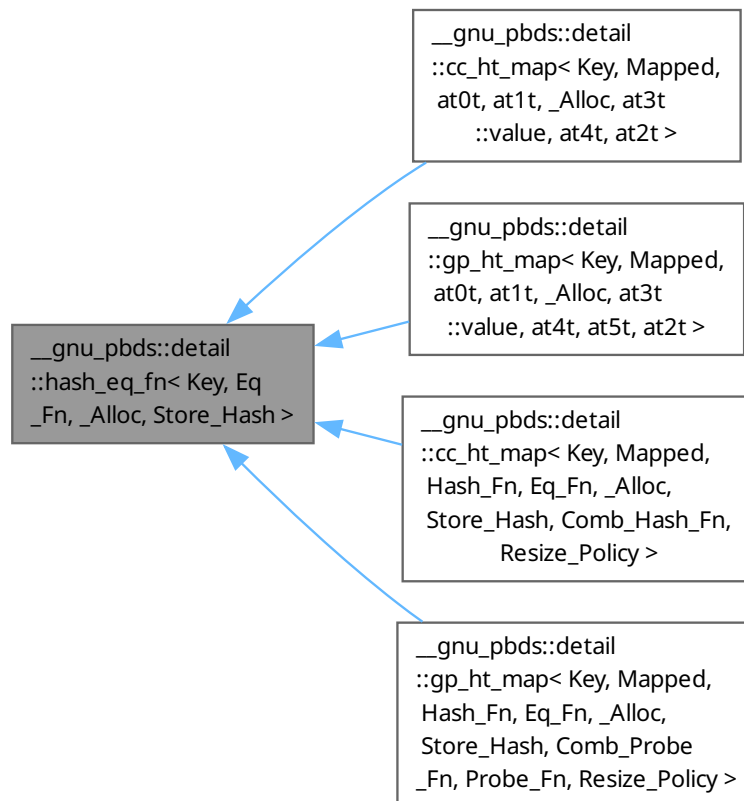 __gnu_pbds::detail
::cc_ht_map< Key, Mapped,
at0t, at1t, _Alloc, at3t
::value, at4t, at2t >
__gnu_pbds::detail
::gp_ht_map< Key, Mapped,
at0t, at1t, _Alloc, at3t
::value, at4t, at5t, at2t >
__gnu_pbds::detail
::hash_eq_fn< Key, Eq
_Fn, _Alloc, Store_Hash >
__gnu_pbds::detail
::cc_ht_map< Key, Mapped,
Hash_Fn, Eq_Fn, _Alloc,
Store_Hash, Comb_Hash_Fn,
Resize_Policy >
__gnu_pbds::detail
::gp_ht_map< Key, Mapped,
Hash_Fn, Eq_Fn, _Alloc,
Store_Hash, Comb_Probe
_Fn, Probe_Fn, Resize_Policy >